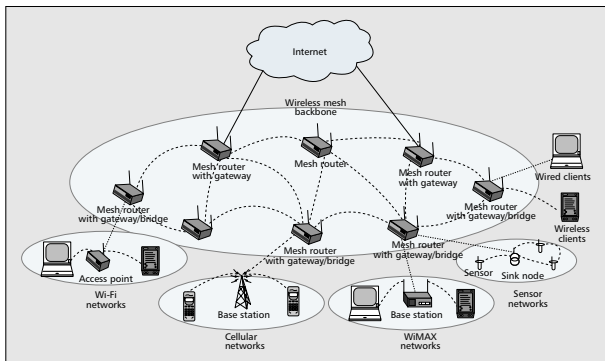 Internet
Wireless mesh
backbone
Mesh router
with gateway
Mesh router
Mesh router
with gateway
Wired clients
Mesh router
with gateway/bridge
Mesh router
with gateway/bridge
Wireless
clients
Mesh router
with gateway/bridge
Mesh router
with gateway/bridge
Access point
Wi-Fi
networks
Sensor
Sink node
Sensor
networks
Base station
Cellular
networks
Base station
WiMAX
networks